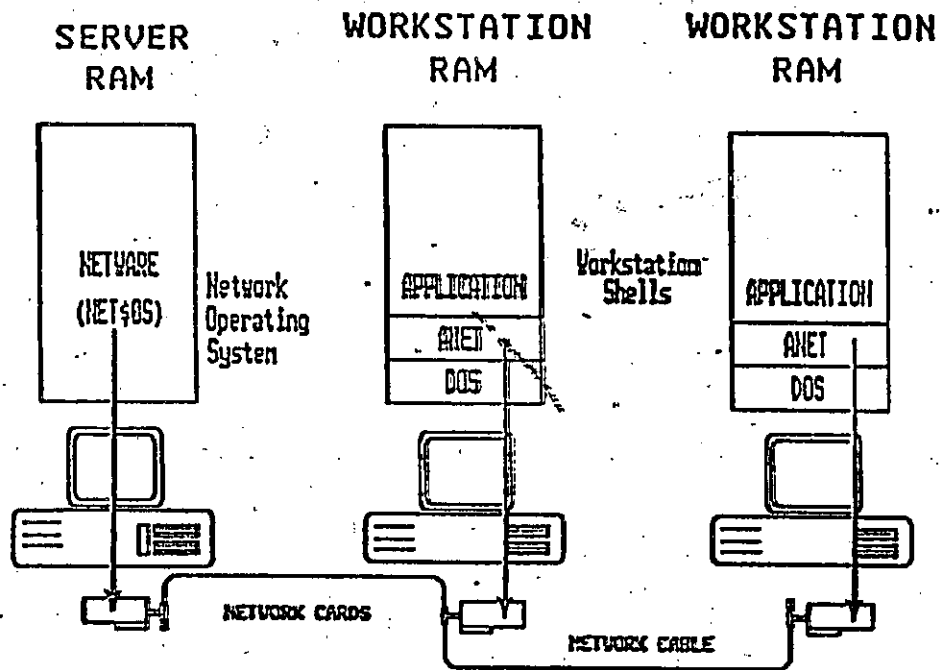 SERVER
RAM
WORKSTATION
RAM
WORKSTATION
RAM
NETWARE
(NET$OS)
Network
Operating
System
APPLICATION
ANET
DOS
Workstation
Shells
APPLICATION
ANET
DOS
NETWORK CARDS
NETWORK CABLE